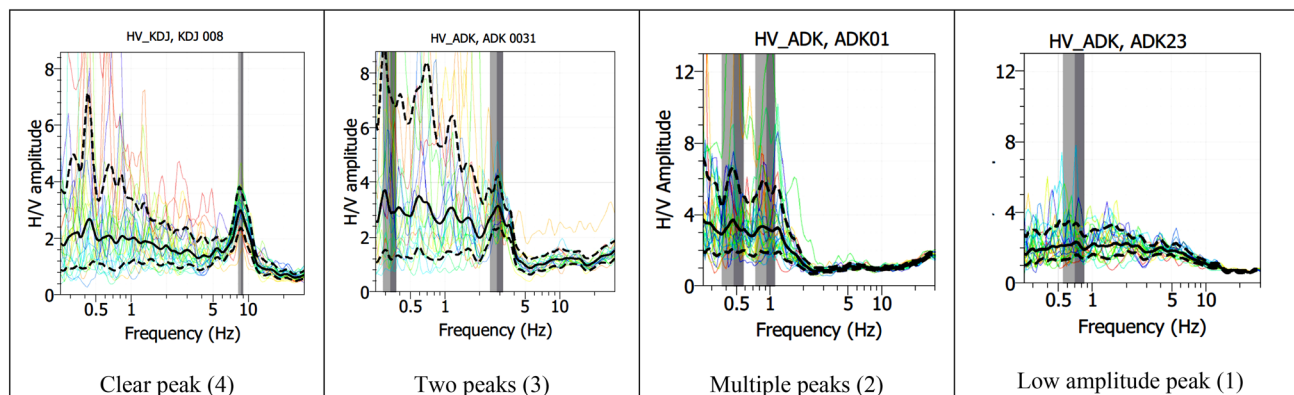 HV_KDJ, KDJ 008
8
6
4
2
0
H/V amplitude
0.5 1 5 10
Frequency (Hz)
Clear peak (4)
HV_ADK, ADK 0031
8
6
4
2
0
H/V amplitude
0.5 1 5 10
Frequency (Hz)
Two peaks (3)
HV_ADK, ADK01
12
8
4
0
H/V Amplitude
0.5 1 5 10
Frequency (Hz)
Multiple peaks (2)
HV_ADK, ADK23
12
8
4
0
0.5 1 5 10
Frequency (Hz)
Low amplitude peak (1)